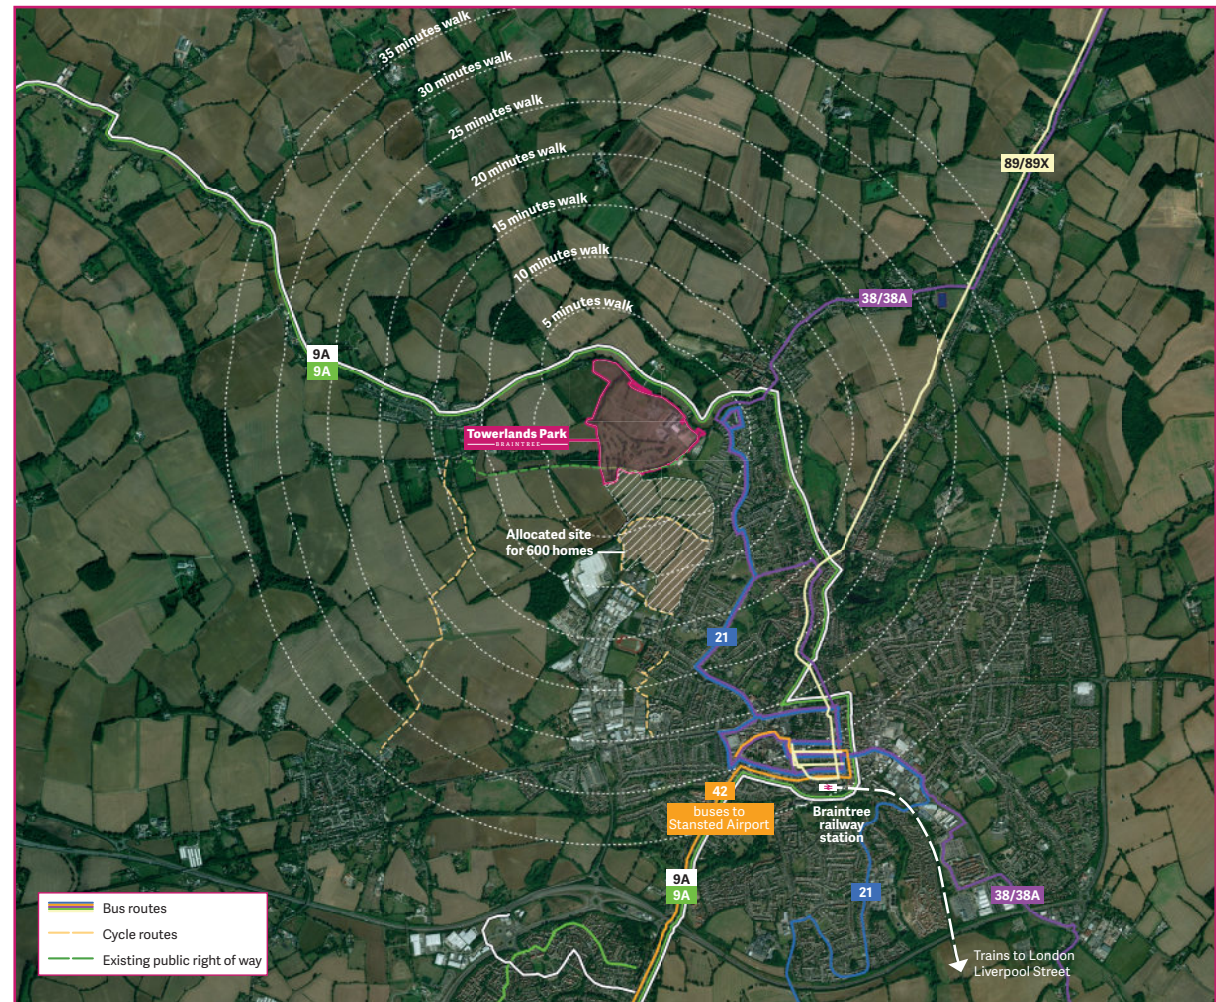 35 minutes walk
30 minutes walk
25 minutes walk
20 minutes walk
15 minutes walk
10 minutes walk
5 minutes walk
89/89X
38/38A
9A
9A
Towerlands Park
BRAINTREE
Allocated site
for 600 homes
21
42
buses to
Stansted Airport
Braintree
railway
station
9A
9A
21
38/38A
Trains to London
Liverpool Street
Bus routes
Cycle routes
Existing public right of way